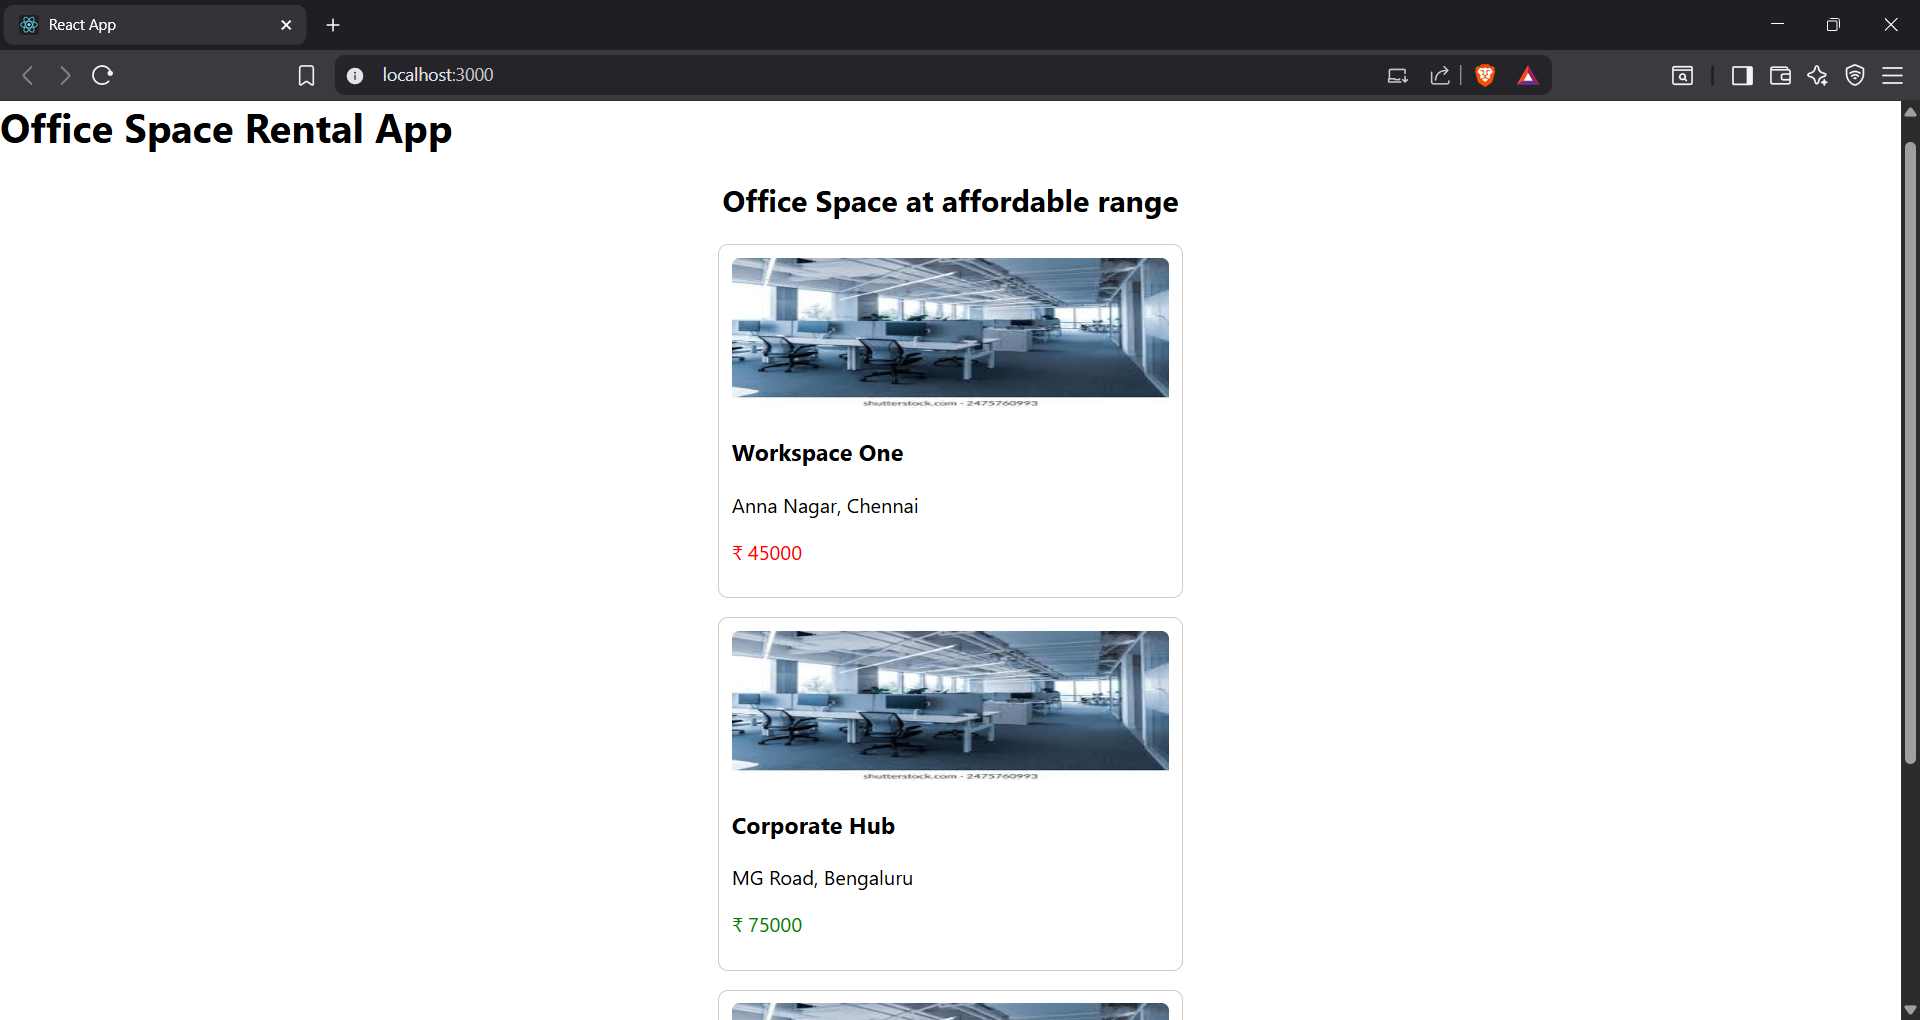 React App
localhost:3000
Office Space Rental App
Office Space at affordable range
shutterstock.com · 2475760993
Workspace One
Anna Nagar, Chennai
₹ 45000
shutterstock.com · 2475760993
Corporate Hub
MG Road, Bengaluru
₹ 75000